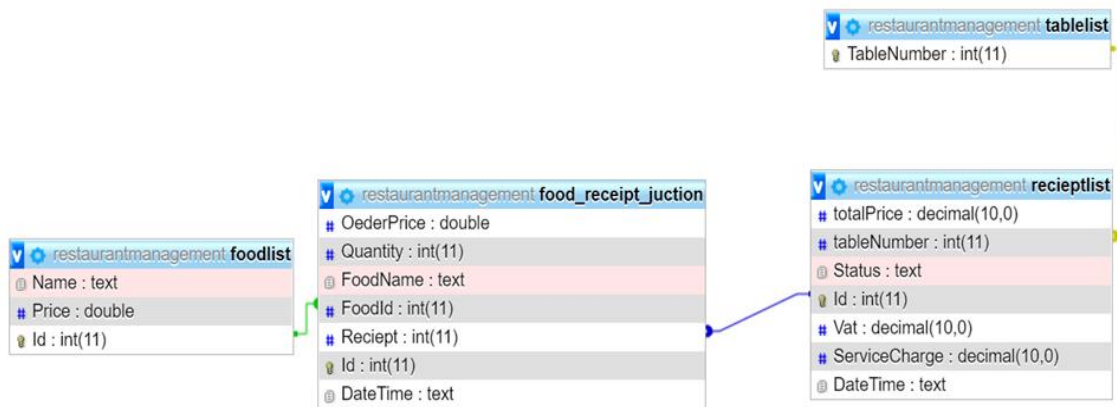 restaurantmanagement tablelist
TableNumber : int(11)
restaurantmanagement foodlist
Name : text
Price : double
Id : int(11)
restaurantmanagement food_receipt_juction
OederPrice : double
Quantity : int(11)
FoodName : text
FoodId : int(11)
Reciept : int(11)
Id : int(11)
DateTime : text
restaurantmanagement recieptlist
totalPrice : decimal(10,0)
tableNumber : int(11)
Status : text
Id : int(11)
Vat : decimal(10,0)
ServiceCharge : decimal(10,0)
DateTime : text